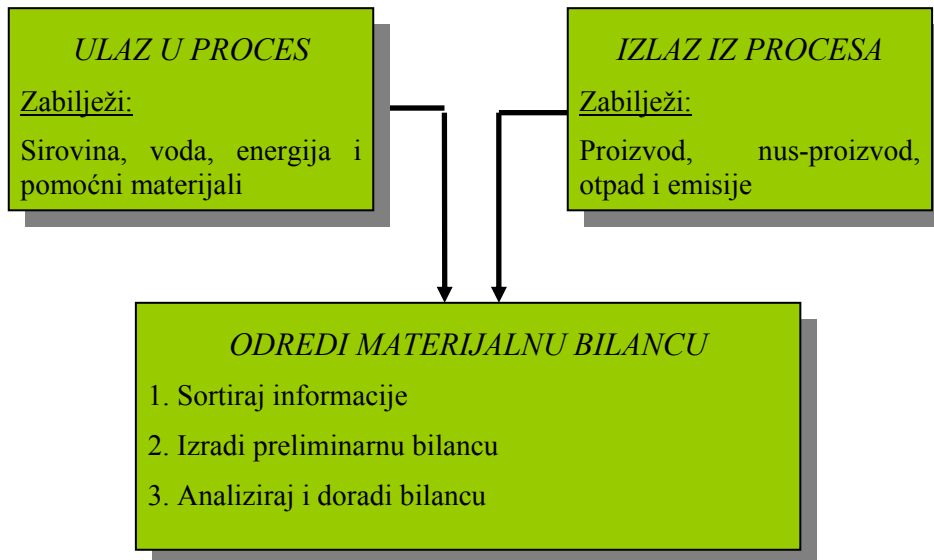 ULAZ U PROCES
Zabilježi:
Sirovina, voda, energija i
pomoćni materijali
IZLAZ IZ PROCESA
Zabilježi:
Proizvod, nus-proizvod,
otpad i emisije
ODREDI MATERIJALNU BILANCU
1. Sortiraj informacije
2. Izradi preliminarnu bilancu
3. Analiziraj i doradi bilancu